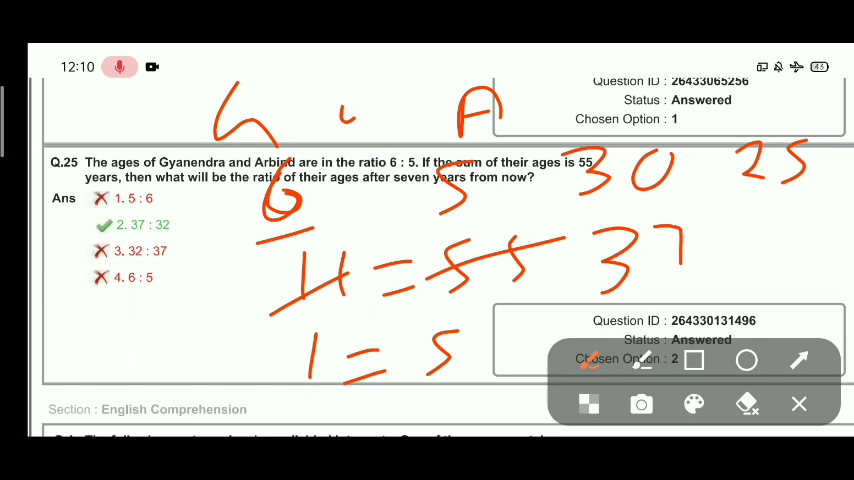 12:10
43
Question ID : 26433065256
Status : Answered
Chosen Option : 1
G : A
Q.25 The ages of Gyanendra and Arbind are in the ratio 6 : 5. If the sum of their ages is 55
years, then what will be the ratio of their ages after seven years from now?
6 5 30 25
Ans 1. 5 : 6
2. 37 : 32
3. 32 : 37
4. 6 : 5
11 = 55 37
1 = 5
Question ID : 264330131496
Status : Answered
Chosen Option : 2
Section : English Comprehension